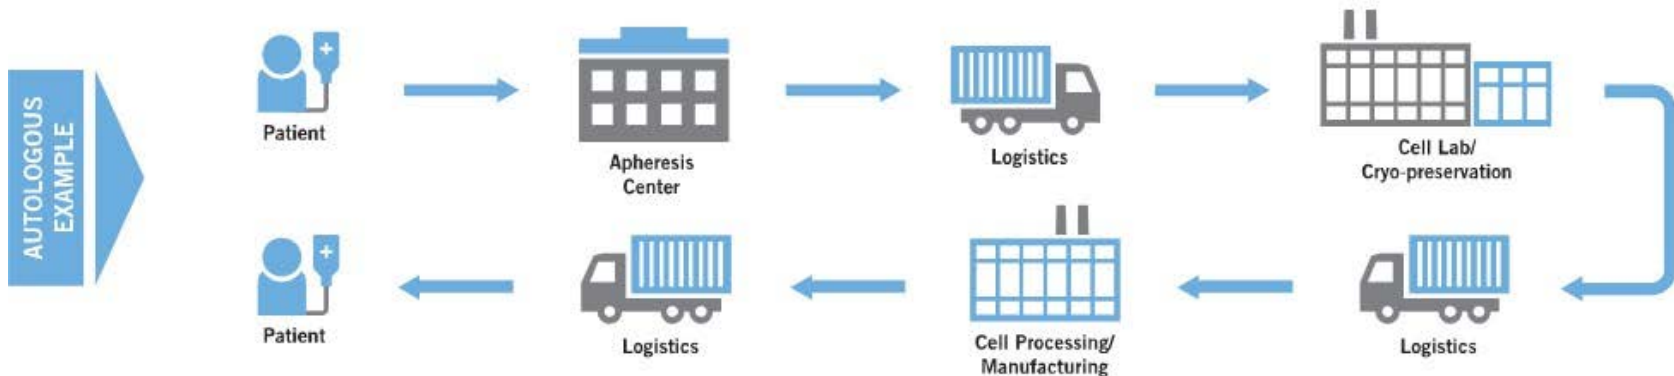 AUTOLOGOUS
EXAMPLE
Patient
Apheresis
Center
Logistics
Cell Lab/
Cryo-preservation
Patient
Logistics
Cell Processing/
Manufacturing
Logistics